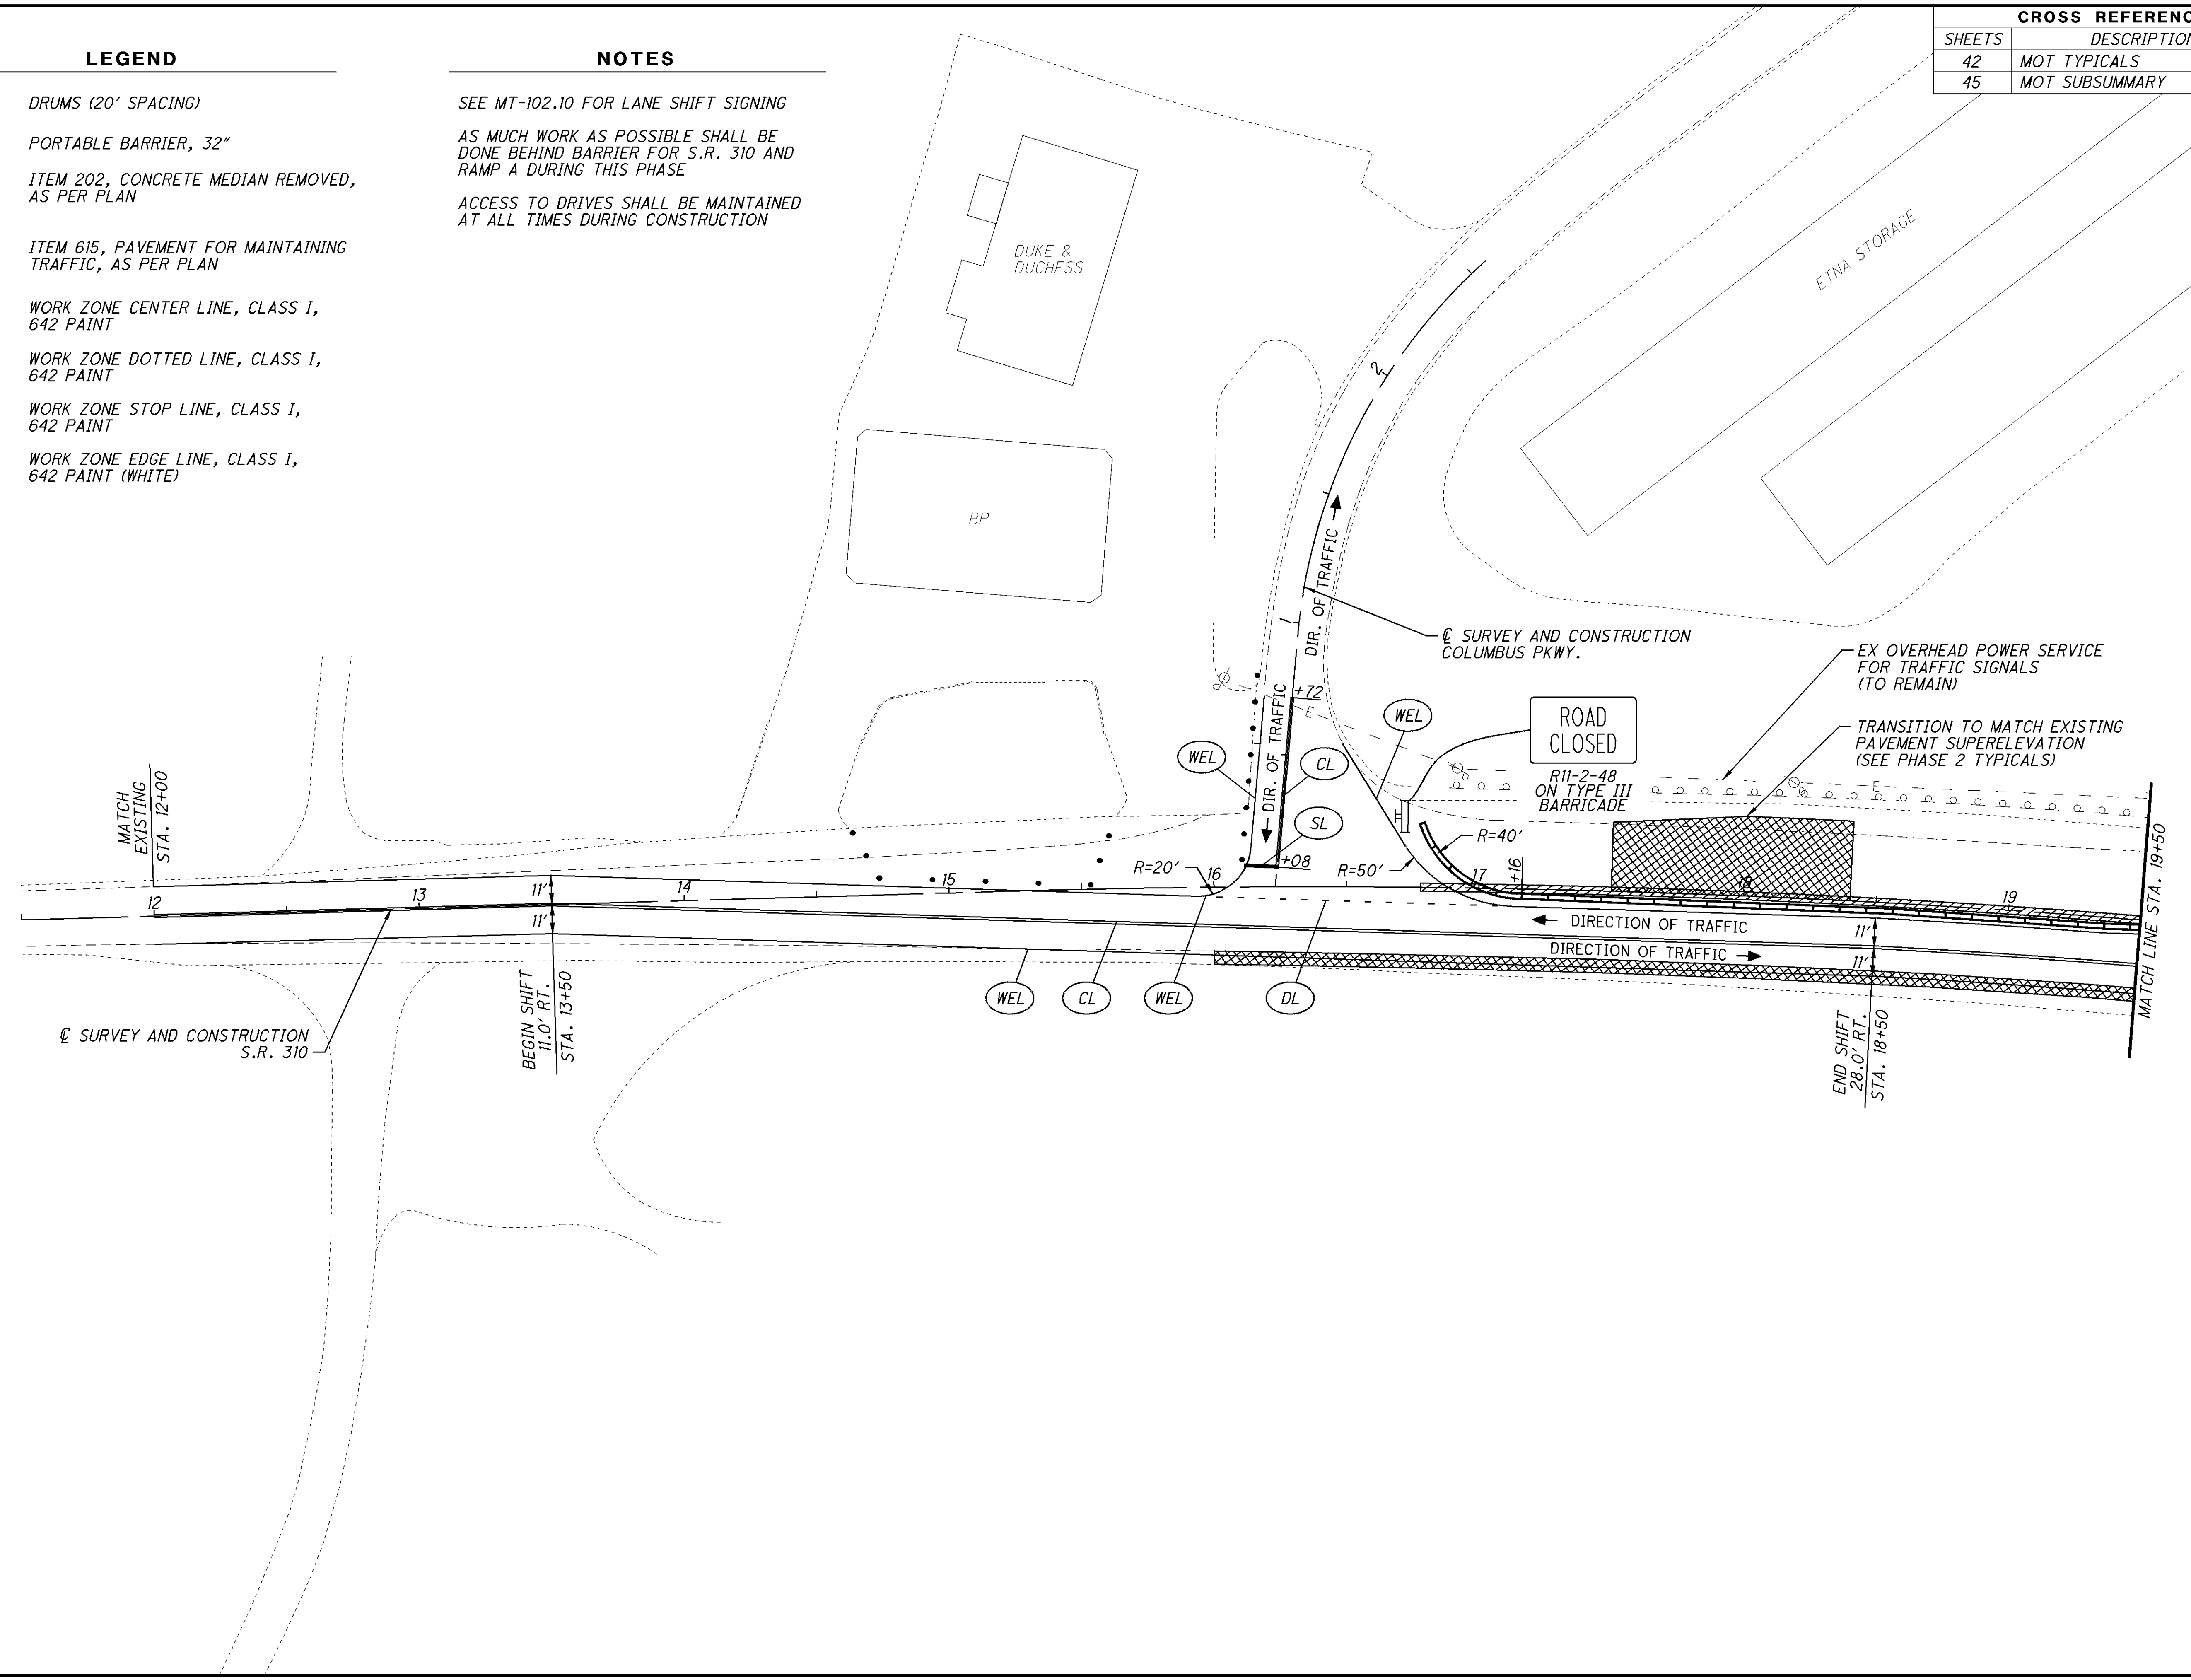 CROSS REFERENC
SHEETS DESCRIPTION
42 MOT TYPICALS
45 MOT SUBSUMMARY
LEGEND
DRUMS (20' SPACING)
PORTABLE BARRIER, 32"
ITEM 202, CONCRETE MEDIAN REMOVED,
AS PER PLAN
ITEM 615, PAVEMENT FOR MAINTAINING
TRAFFIC, AS PER PLAN
WORK ZONE CENTER LINE, CLASS I,
642 PAINT
WORK ZONE DOTTED LINE, CLASS I,
642 PAINT
WORK ZONE STOP LINE, CLASS I,
642 PAINT
WORK ZONE EDGE LINE, CLASS I,
642 PAINT (WHITE)
NOTES
SEE MT-102.10 FOR LANE SHIFT SIGNING
AS MUCH WORK AS POSSIBLE SHALL BE
DONE BEHIND BARRIER FOR S.R. 310 AND
RAMP A DURING THIS PHASE
ACCESS TO DRIVES SHALL BE MAINTAINED
AT ALL TIMES DURING CONSTRUCTION
DUKE &
DUCHESS
ETNA STORAGE
BP
2
1
DIR. OF TRAFFIC
DIR. OF TRAFFIC
℄ SURVEY AND CONSTRUCTION
COLUMBUS PKWY.
EX OVERHEAD POWER SERVICE
FOR TRAFFIC SIGNALS
(TO REMAIN)
TRANSITION TO MATCH EXISTING
PAVEMENT SUPERELEVATION
(SEE PHASE 2 TYPICALS)
+72
E
WEL
ROAD
CLOSED
R11-2-48
ON TYPE III
BARRICADE
E
WEL
CL
SL
+08
MATCH
EXISTING
STA. 12+00
R=20'
R=50'
R=40'
+16
12
13
14
15
16
17
18
19
11'
11'
11'
11'
DIRECTION OF TRAFFIC
DIRECTION OF TRAFFIC
MATCH LINE STA. 19+50
WEL
CL
WEL
DL
BEGIN SHIFT
11.0' RT.
STA. 13+50
END SHIFT
28.0' RT.
STA. 18+50
℄ SURVEY AND CONSTRUCTION
S.R. 310